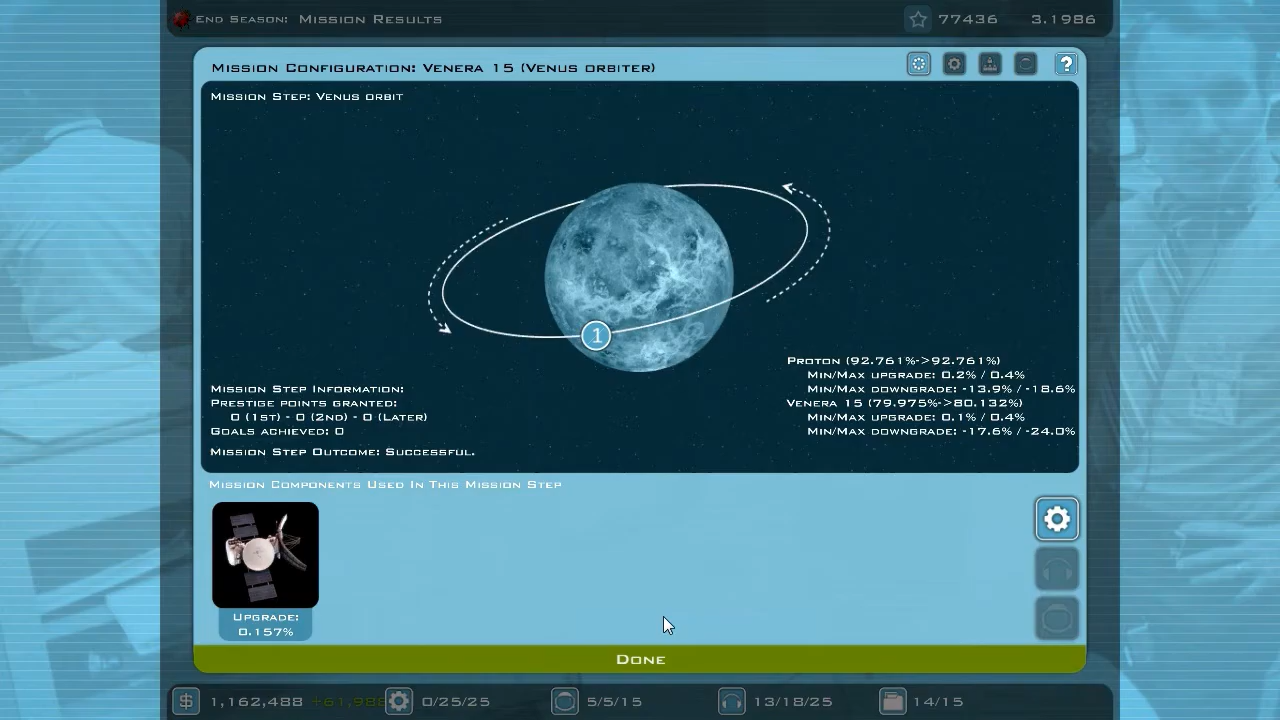 End Season: Mission Results
77436 3.1986
Mission Configuration: Venera 15 (Venus orbiter)
?
Mission Step: Venus orbit
1
Proton (92.761%->92.761%)
Min/Max upgrade: 0.2% / 0.4%
Min/Max downgrade: -13.9% / -18.6%
Venera 15 (79.975%->80.132%)
Min/Max upgrade: 0.1% / 0.4%
Min/Max downgrade: -17.6% / -24.0%
Mission Step Information:
Prestige points granted:
0 (1st) - 0 (2nd) - 0 (Later)
Goals achieved: 0
Mission Step Outcome: Successful.
Mission Components Used In This Mission Step
Upgrade:
0.157%
Done
$ 1,162,488 0/25/25 5/5/15 13/18/25 14/15